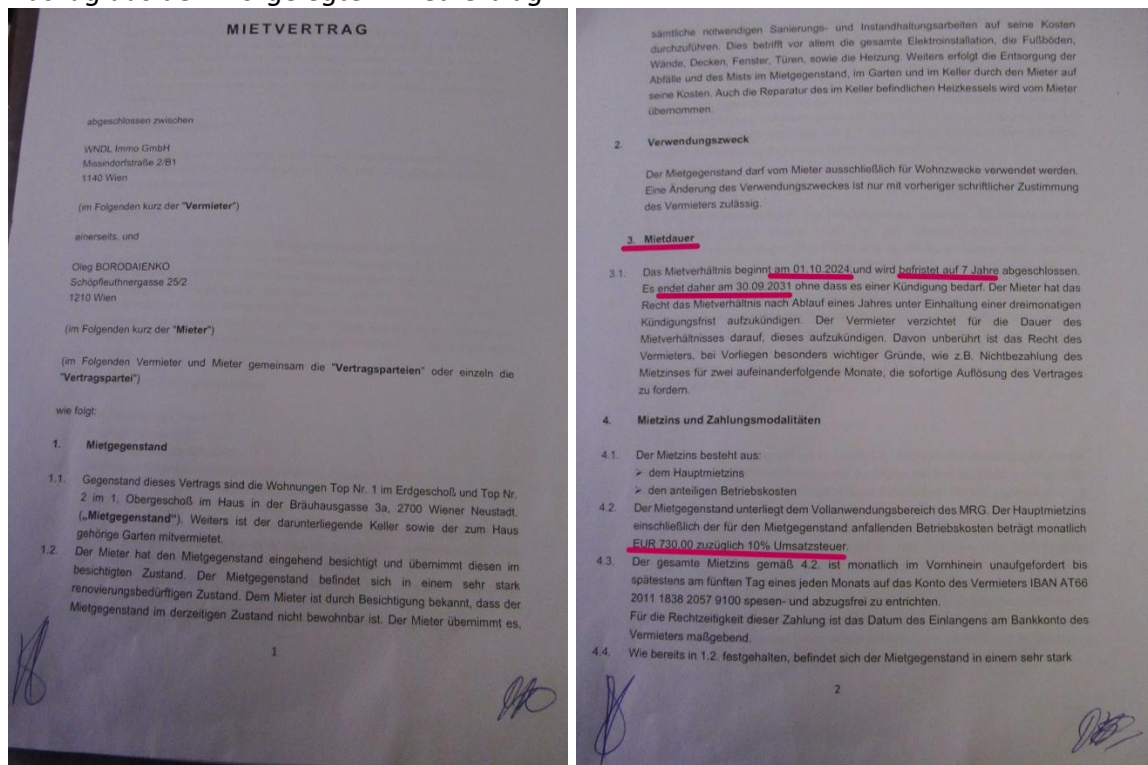 MIETVERTRAG
abgeschlossen zwischen
WNDL Immo GmbH
Missindorfstraße 2/B1
1140 Wien
(im Folgenden kurz der "Vermieter")
einerseits, und
Oleg BORODAIENKO
Schöpfleuthnergasse 25/2
1210 Wien
(im Folgenden kurz der "Mieter")
(im Folgenden Vermieter und Mieter gemeinsam die "Vertragsparteien" oder einzeln die
"Vertragspartei")
wie folgt:
1. Mietgegenstand
1.1. Gegenstand dieses Vertrags sind die Wohnungen Top Nr. 1 im Erdgeschoß und Top Nr.
2 im 1. Obergeschoß im Haus in der Bräuhausgasse 3a, 2700 Wiener Neustadt.
(„Mietgegenstand"). Weiters ist der darunterliegende Keller sowie der zum Haus
gehörige Garten mitvermietet.
1.2. Der Mieter hat den Mietgegenstand eingehend besichtigt und übernimmt diesen im
besichtigten Zustand. Der Mietgegenstand befindet sich in einem sehr stark
renovierungsbedürftigen Zustand. Dem Mieter ist durch Besichtigung bekannt, dass der
Mietgegenstand im derzeitigen Zustand nicht bewohnbar ist. Der Mieter übernimmt es,
1
sämtliche notwendigen Sanierungs- und Instandhaltungsarbeiten auf seine Kosten
durchzuführen. Dies betrifft vor allem die gesamte Elektroinstallation, die Fußböden,
Wände, Decken, Fenster, Türen, sowie die Heizung. Weiters erfolgt die Entsorgung der
Abfälle und des Mists im Mietgegenstand, im Garten und im Keller durch den Mieter auf
seine Kosten. Auch die Reparatur des im Keller befindlichen Heizkessels wird vom Mieter
übernommen.
2. Verwendungszweck
Der Mietgegenstand darf vom Mieter ausschließlich für Wohnzwecke verwendet werden.
Eine Änderung des Verwendungszweckes ist nur mit vorheriger schriftlicher Zustimmung
des Vermieters zulässig.
3. Mietdauer
3.1. Das Mietverhältnis beginnt am 01.10.2024 und wird befristet auf 7 Jahre abgeschlossen.
Es endet daher am 30.09.2031 ohne dass es einer Kündigung bedarf. Der Mieter hat das
Recht das Mietverhältnis nach Ablauf eines Jahres unter Einhaltung einer dreimonatigen
Kündigungsfrist aufzukündigen. Der Vermieter verzichtet für die Dauer des
Mietverhältnisses darauf, dieses aufzukündigen. Davon unberührt ist das Recht des
Vermieters, bei Vorliegen besonders wichtiger Gründe, wie z.B. Nichtbezahlung des
Mietzinses für zwei aufeinanderfolgende Monate, die sofortige Auflösung des Vertrages
zu fordern.
4. Mietzins und Zahlungsmodalitäten
4.1. Der Mietzins besteht aus:
➢ dem Hauptmietzins
➢ den anteiligen Betriebskosten
4.2. Der Mietgegenstand unterliegt dem Vollanwendungsbereich des MRG. Der Hauptmietzins
einschließlich der für den Mietgegenstand anfallenden Betriebskosten beträgt monatlich
EUR 730,00 zuzüglich 10% Umsatzsteuer.
4.3. Der gesamte Mietzins gemäß 4.2. ist monatlich im Vornhinein unaufgefordert bis
spätestens am fünften Tag eines jeden Monats auf das Konto des Vermieters IBAN AT66
2011 1838 2057 9100 spesen- und abzugsfrei zu entrichten.
Für die Rechtzeitigkeit dieser Zahlung ist das Datum des Einlangens am Bankkonto des
Vermieters maßgebend.
4.4. Wie bereits in 1.2. festgehalten, befindet sich der Mietgegenstand in einem sehr stark
2